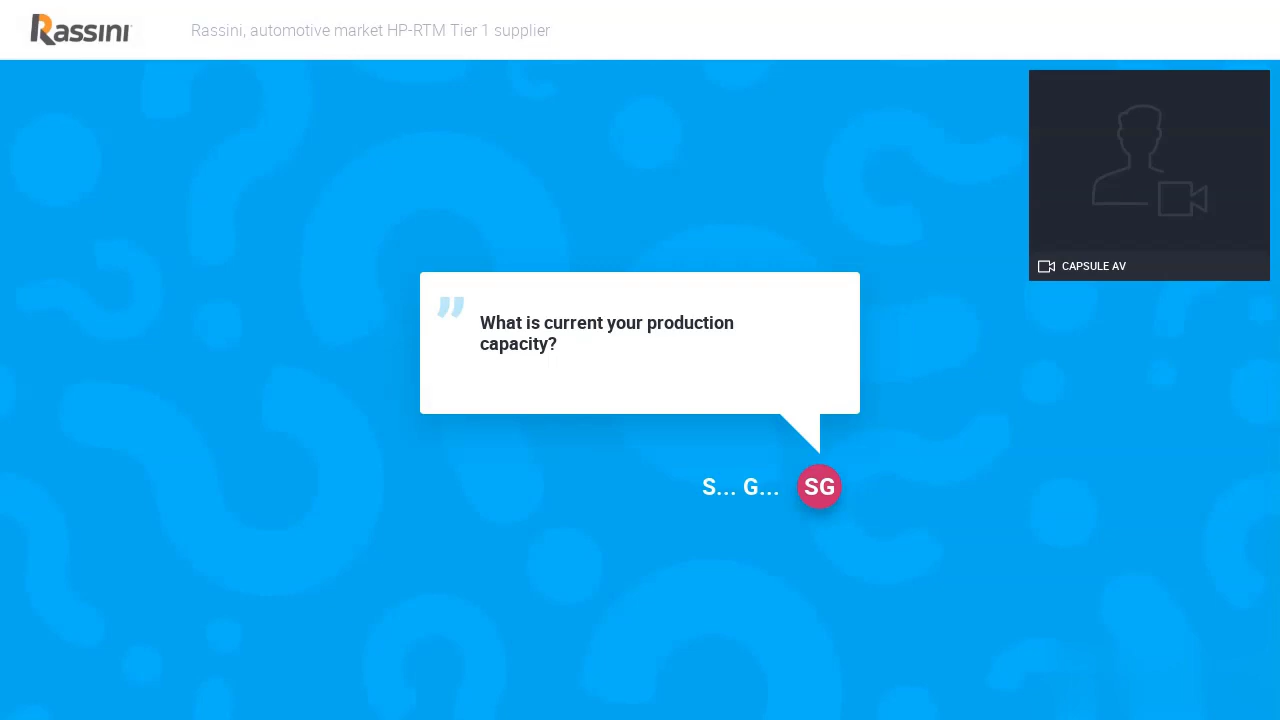 Rassini
Rassini, automotive market HP-RTM Tier 1 supplier
CAPSULE AV
” What is current your production
capacity?
S... G... SG